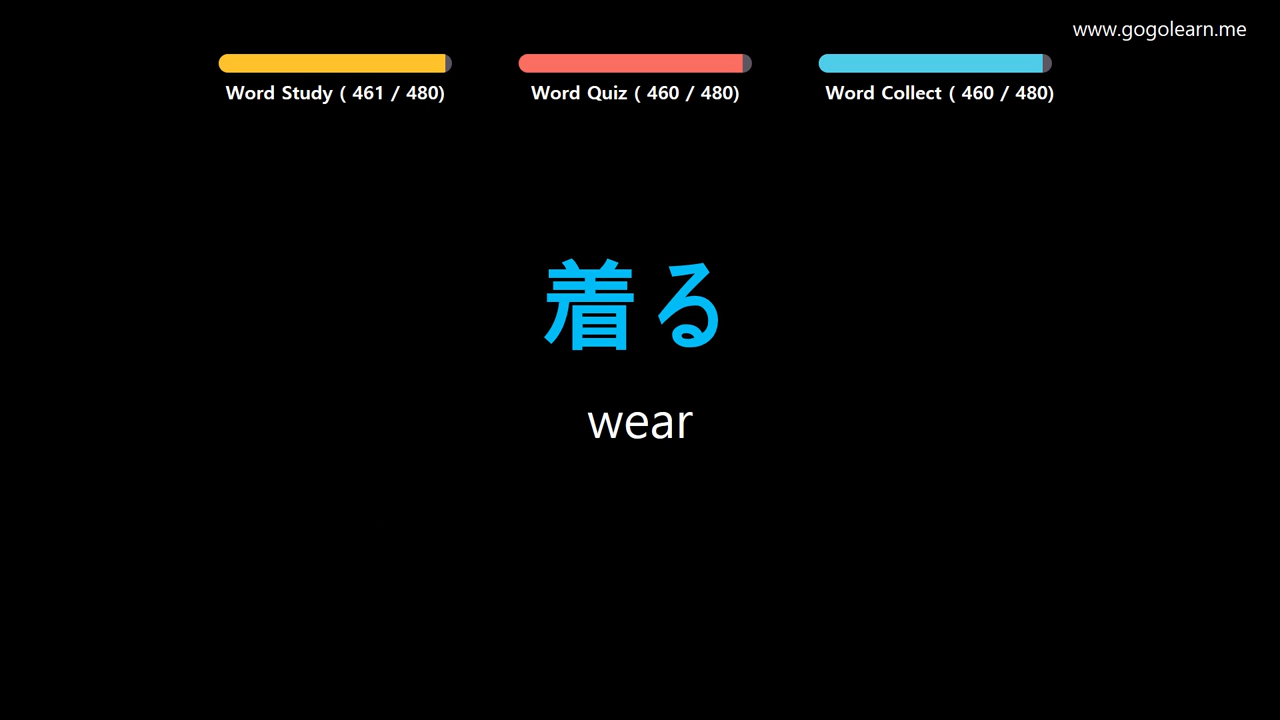 www.gogolearn.me
Word Study ( 461 / 480)
Word Quiz ( 460 / 480)
Word Collect ( 460 / 480)
着る
wear